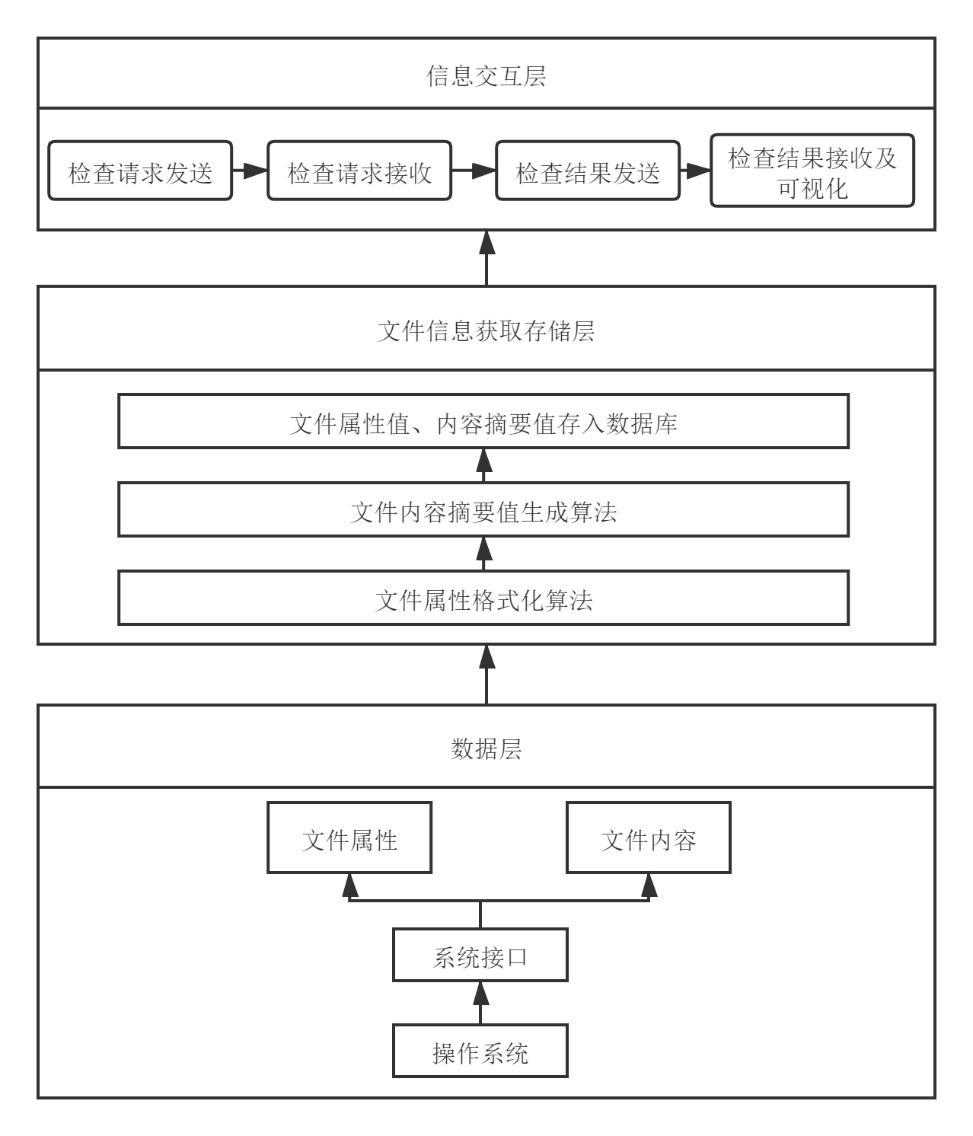 信息交互层
检查请求发送
检查请求接收
检查结果发送
检查结果接收及
可视化
文件信息获取存储层
文件属性值、内容摘要值存入数据库
文件内容摘要值生成算法
文件属性格式化算法
数据层
文件属性
文件内容
系统接口
操作系统